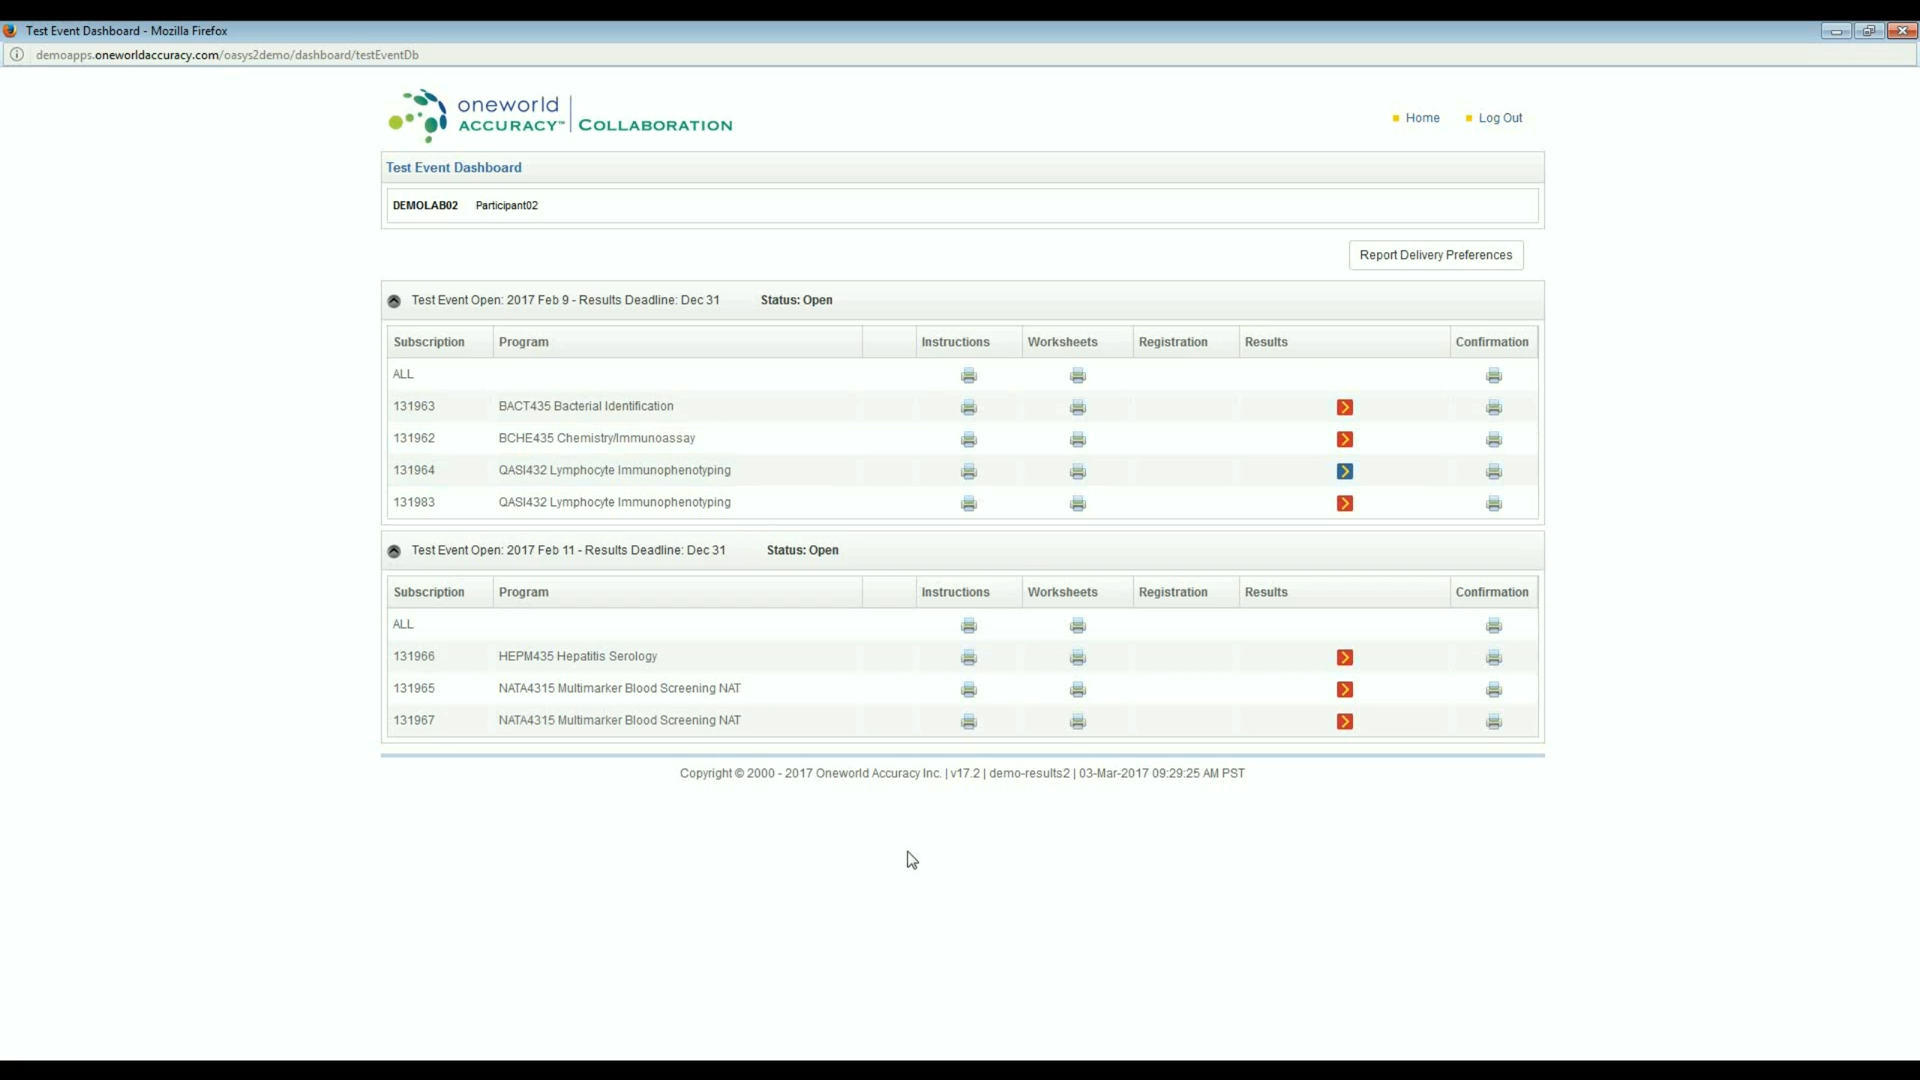 Test Event Dashboard - Mozilla Firefox
demoapps.oneworldaccuracy.com/oasys2demo/dashboard/testEventDb
oneworld
ACCURACY™ COLLABORATION
Home Log Out
Test Event Dashboard
DEMOLAB02 Participant02
Report Delivery Preferences
Test Event Open: 2017 Feb 9 - Results Deadline: Dec 31 Status: Open
Subscription Program Instructions Worksheets Registration Results Confirmation
ALL
131963 BACT435 Bacterial Identification
131962 BCHE435 Chemistry/Immunoassay
131964 QASI432 Lymphocyte Immunophenotyping
131983 QASI432 Lymphocyte Immunophenotyping
Test Event Open: 2017 Feb 11 - Results Deadline: Dec 31 Status: Open
Subscription Program Instructions Worksheets Registration Results Confirmation
ALL
131966 HEPM435 Hepatitis Serology
131965 NATA4315 Multimarker Blood Screening NAT
131967 NATA4315 Multimarker Blood Screening NAT
Copyright © 2000 - 2017 Oneworld Accuracy Inc. | v17.2 | demo-results2 | 03-Mar-2017 09:29:25 AM PST